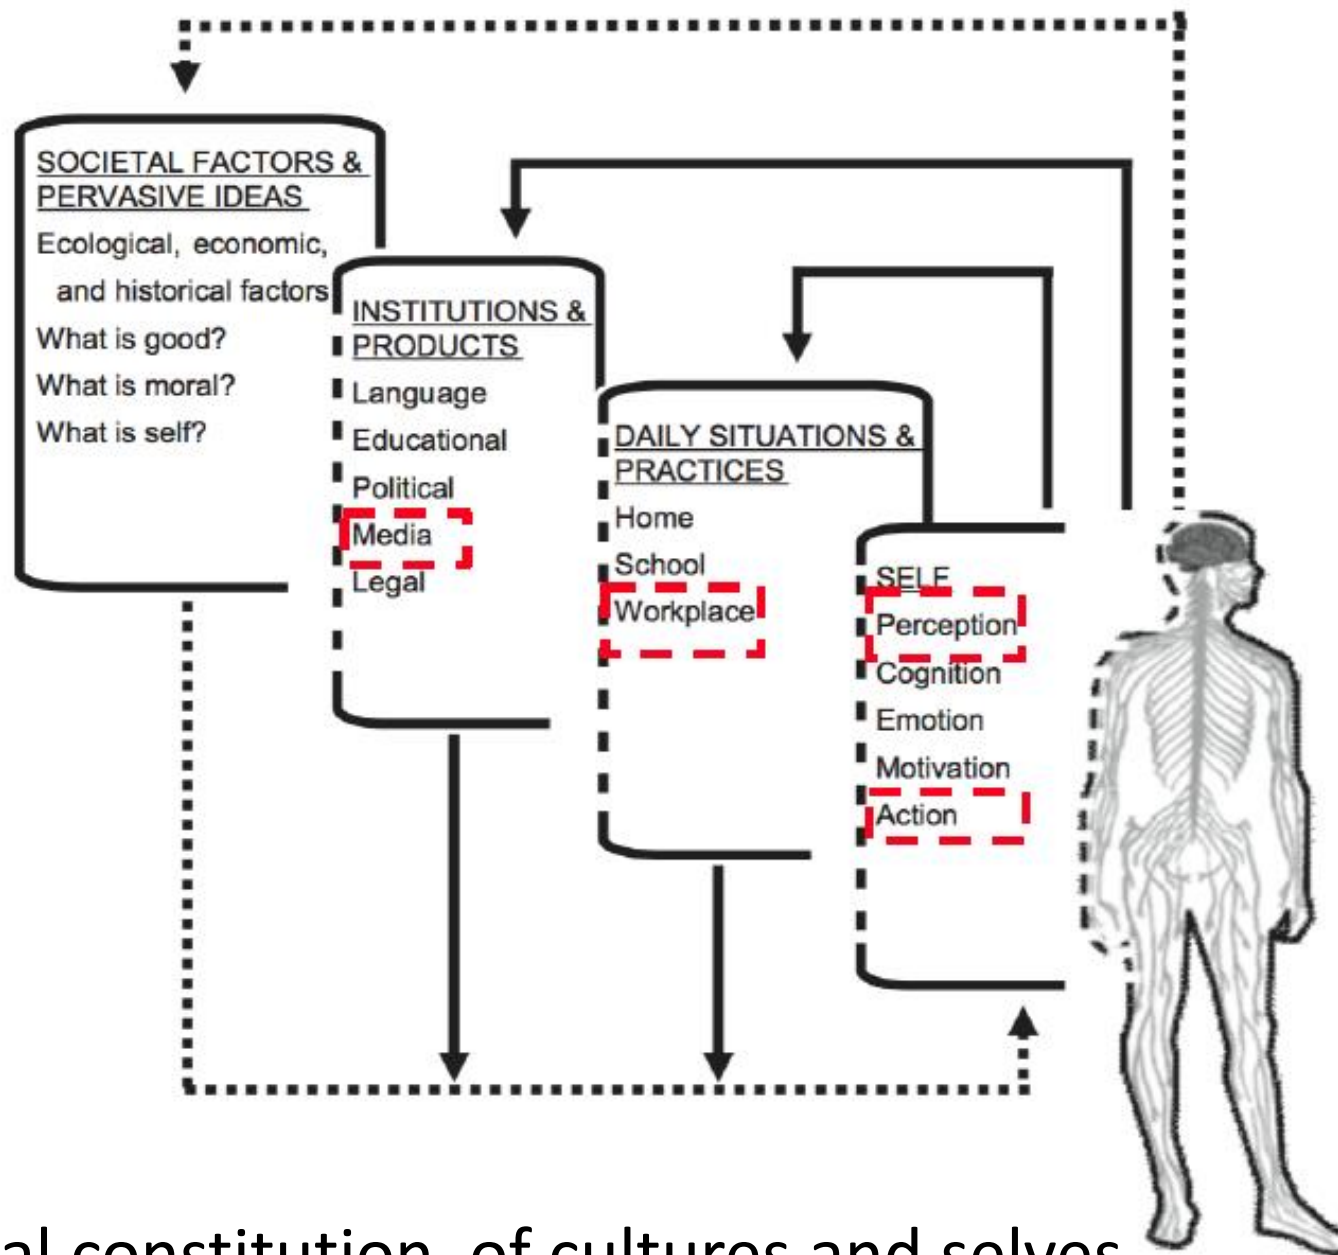 SOCIETAL FACTORS &
PERVASIVE IDEAS
Ecological, economic,
and historical factors
What is good?
What is moral?
What is self?
INSTITUTIONS &
PRODUCTS
Language
Educational
Political
Media
Legal
DAILY SITUATIONS &
PRACTICES
Home
School
Workplace
SELF
Perception
Cognition
Emotion
Motivation
Action
al constitution of cultures and selves